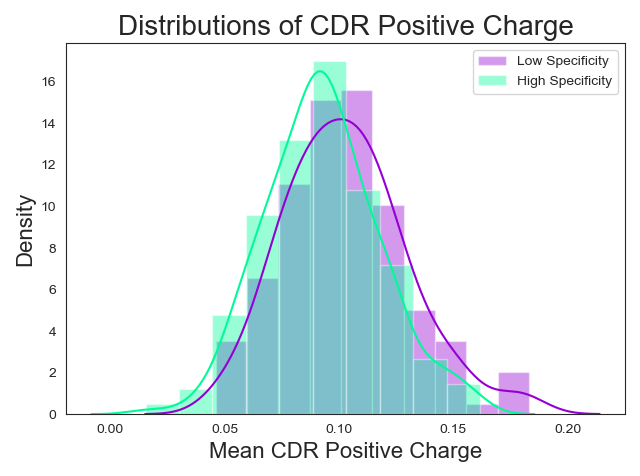 Distributions of CDR Positive Charge
Low Specificity
High Specificity
Density
16
14
12
10
8
6
4
2
0
0.00 0.05 0.10 0.15 0.20
Mean CDR Positive Charge